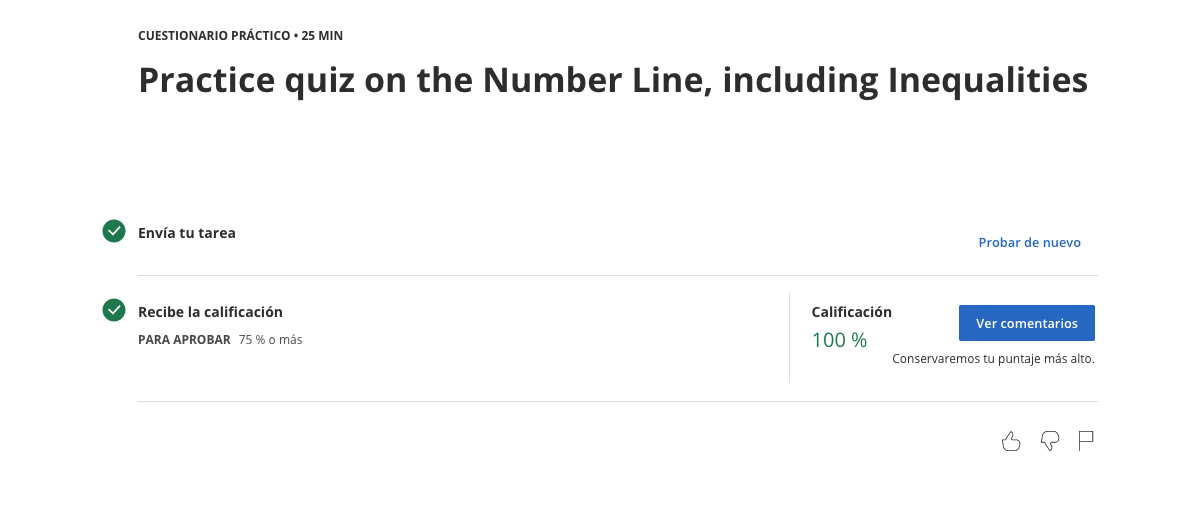 CUESTIONARIO PRÁCTICO • 25 MIN
Practice quiz on the Number Line, including Inequalities
Envía tu tarea
Probar de nuevo
Recibe la calificación
PARA APROBAR 75 % o más
Calificación
100 %
Ver comentarios
Conservaremos tu puntaje más alto.